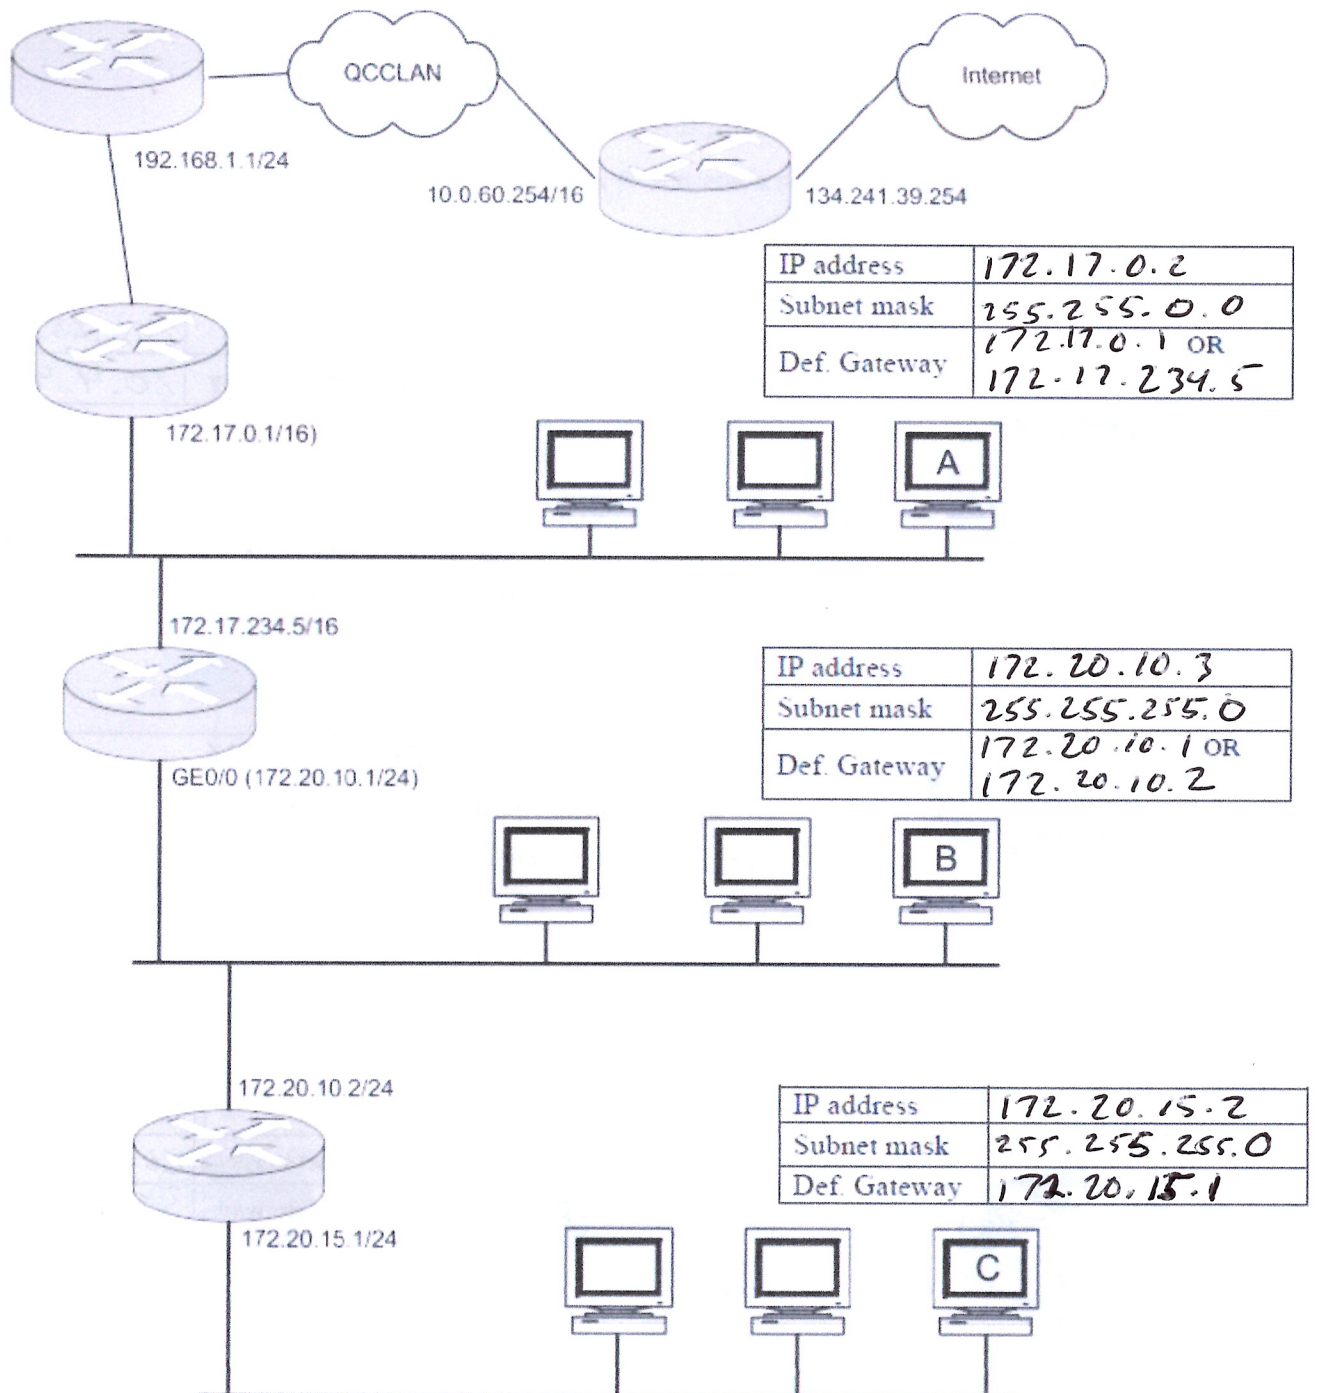 QCCLAN
Internet
192.168.1.1/24
10.0.60.254/16
134.241.39.254
IP address 172.17.0.2
Subnet mask 255.255.0.0
Def. Gateway 172.17.0.1 OR
172.17.234.5
172.17.0.1/16)
A
172.17.234.5/16
IP address 172.20.10.3
Subnet mask 255.255.255.0
Def. Gateway 172.20.10.1 OR
172.20.10.2
GE0/0 (172.20.10.1/24)
B
172.20.10.2/24
IP address 172.20.15.2
Subnet mask 255.255.255.0
Def. Gateway 172.20.15.1
172.20.15.1/24
C